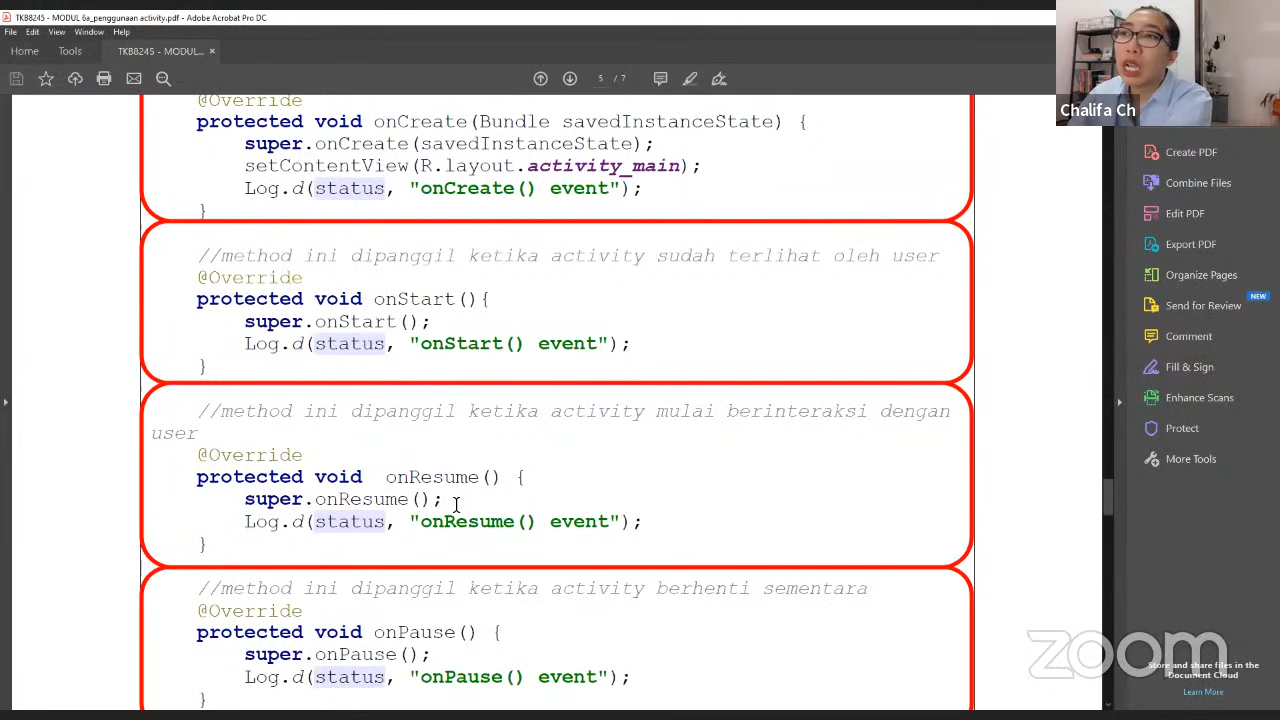 TKB8245 - MODUL 6a_penggunaan activity.pdf - Adobe Acrobat Pro DC
File Edit View Window Help
Home Tools TKB8245 - MODUL... ×
5 / 7
Chalifa Ch
@Override
protected void onCreate(Bundle savedInstanceState) {
super.onCreate(savedInstanceState);
setContentView(R.layout.activity_main);
Log.d(status, "onCreate() event");
}
//method ini dipanggil ketika activity sudah terlihat oleh user
@Override
protected void onStart(){
super.onStart();
Log.d(status, "onStart() event");
}
//method ini dipanggil ketika activity mulai berinteraksi dengan
user
@Override
protected void onResume() {
super.onResume();
Log.d(status, "onResume() event");
}
//method ini dipanggil ketika activity berhenti sementara
@Override
protected void onPause() {
super.onPause();
Log.d(status, "onPause() event");
}
Create PDF
Combine Files
Edit PDF
Export PDF
Organize Pages
Send for Review NEW
Comment
Fill & Sign
Enhance Scans
Protect
More Tools
zoom
Store and share files in the
Document Cloud
Learn More